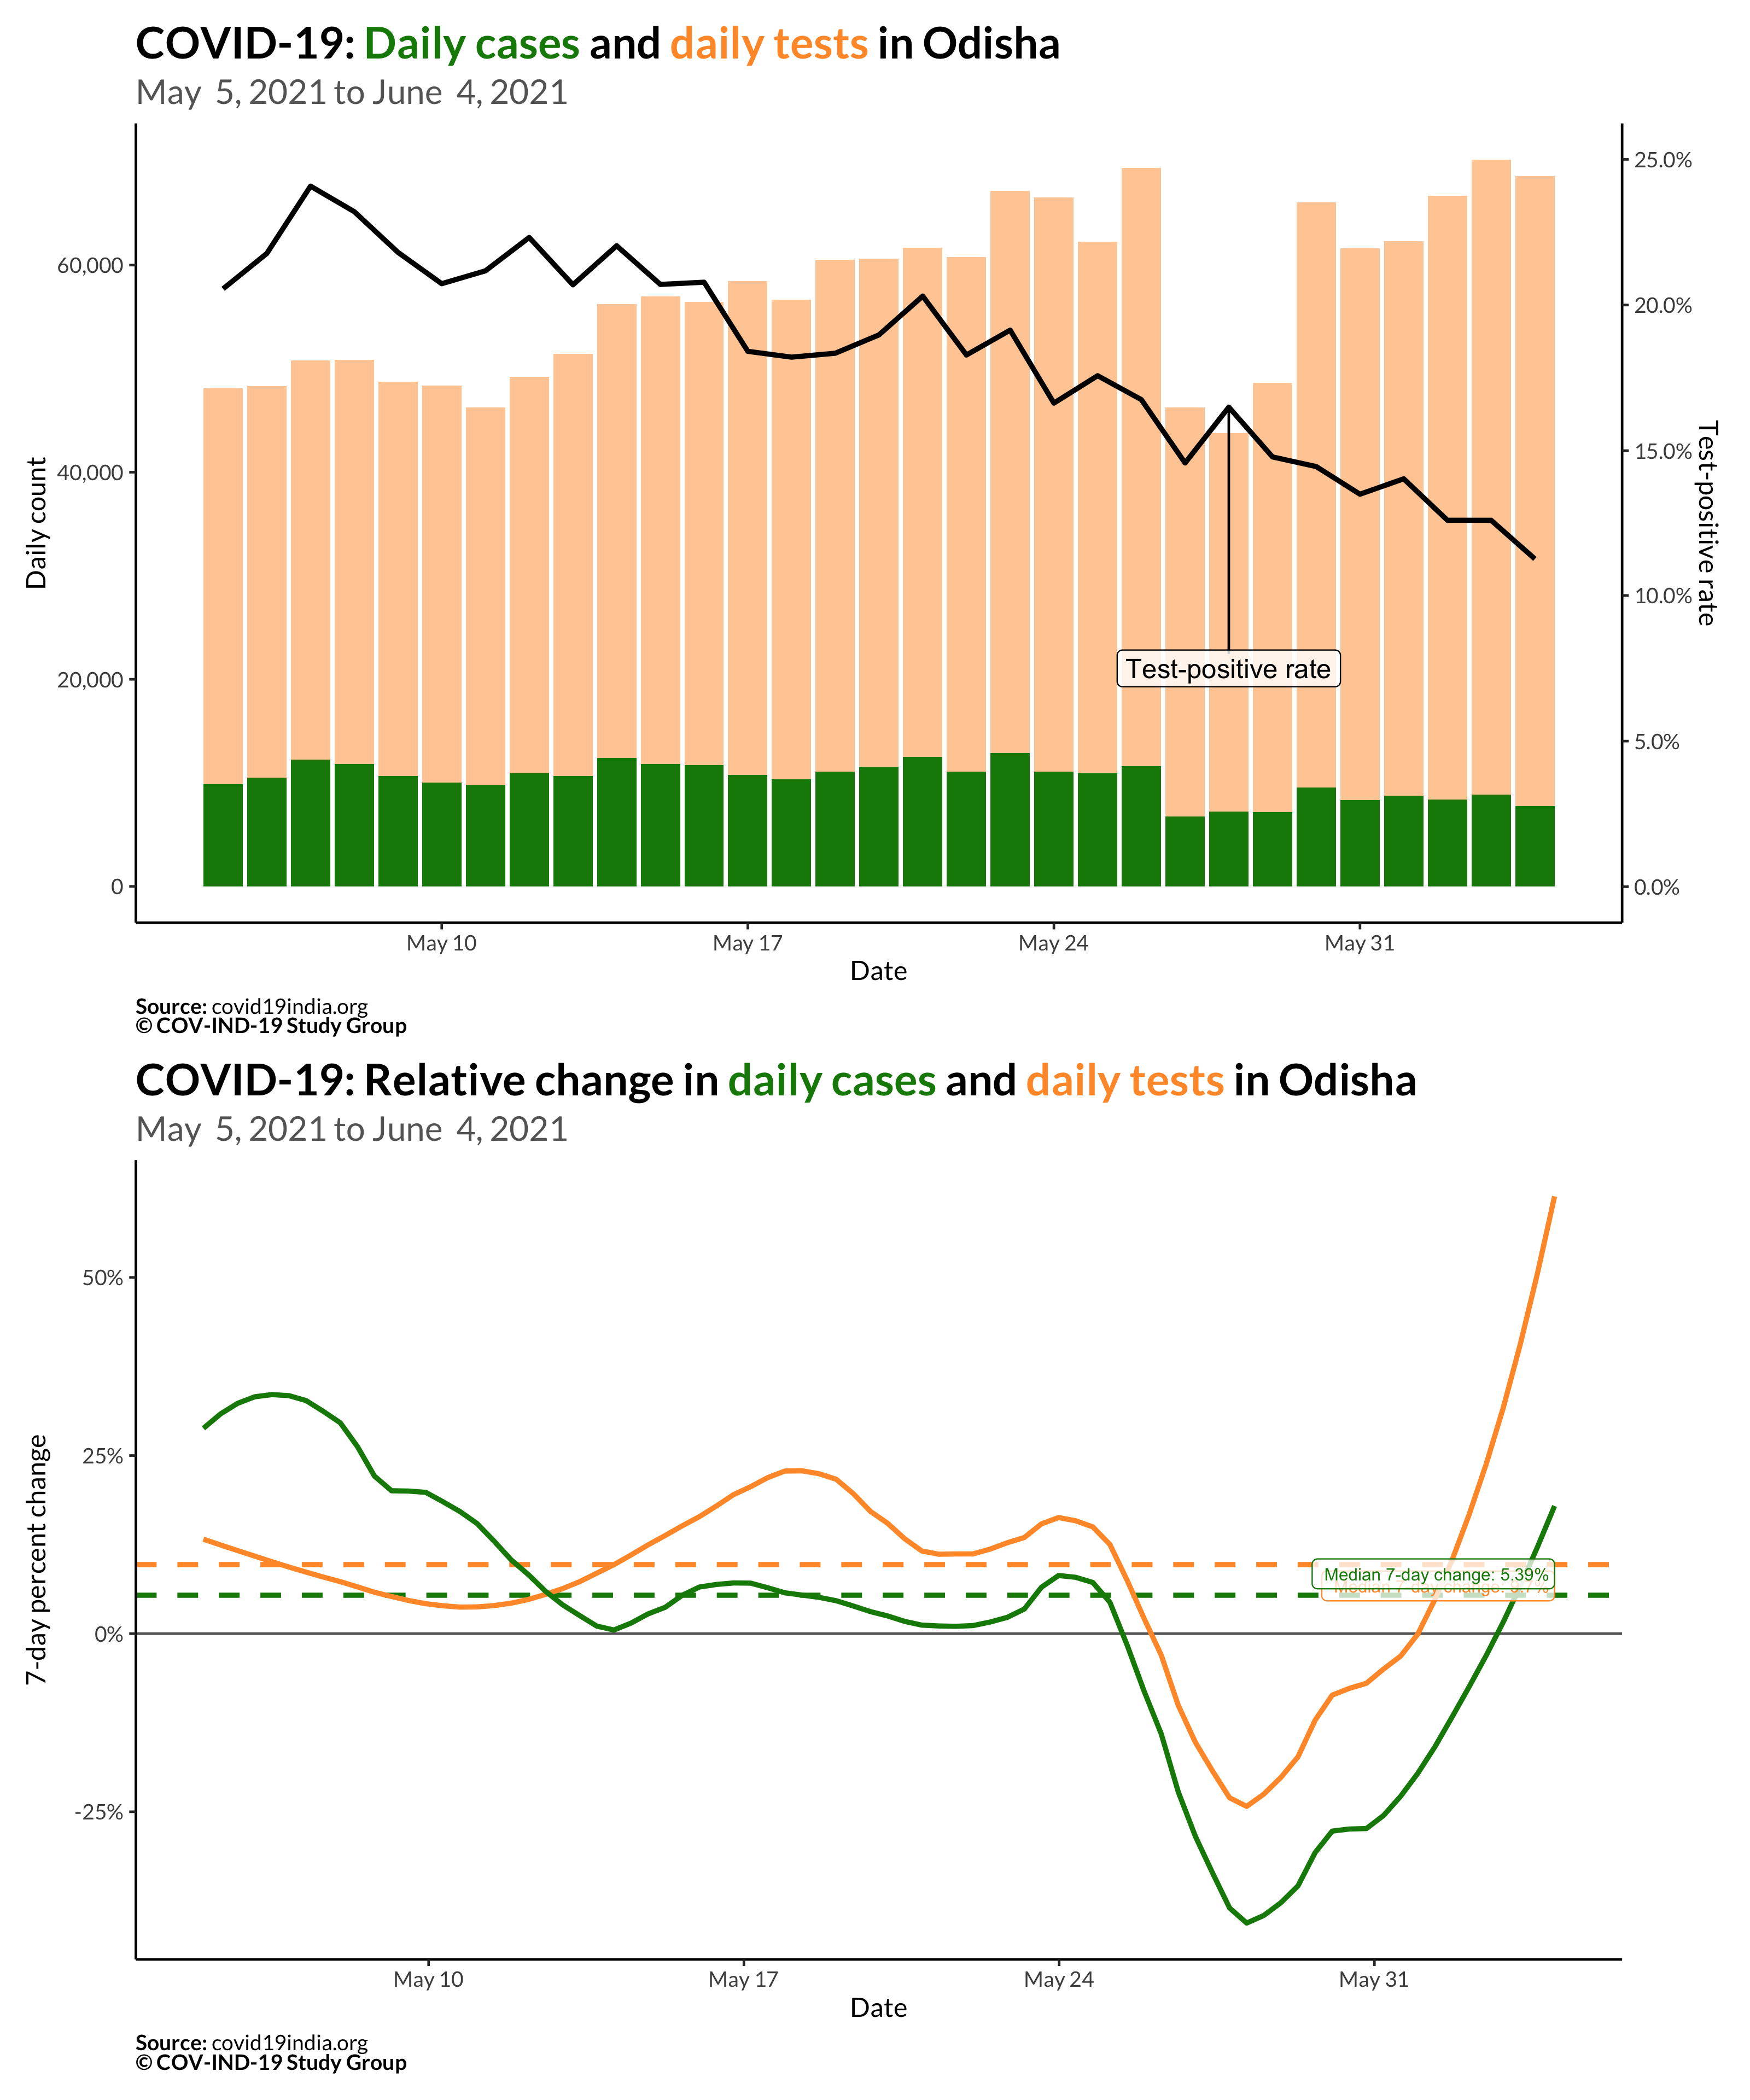 COVID-19: Daily cases and daily tests in Odisha
May 5, 2021 to June 4, 2021
25.0%
60,000
20.0%
40,000
15.0%
Daily count
Test-positive rate
10.0%
20,000
Test-positive rate
5.0%
0
0.0%
May 10 May 17 May 24 May 31
Date
Source: covid19india.org
© COV-IND-19 Study Group
COVID-19: Relative change in daily cases and daily tests in Odisha
May 5, 2021 to June 4, 2021
50%
25%
7-day percent change
Median 7-day change: 5.39%
Median 7-day change:
0%
-25%
May 10 May 17 May 24 May 31
Date
Source: covid19india.org
© COV-IND-19 Study Group